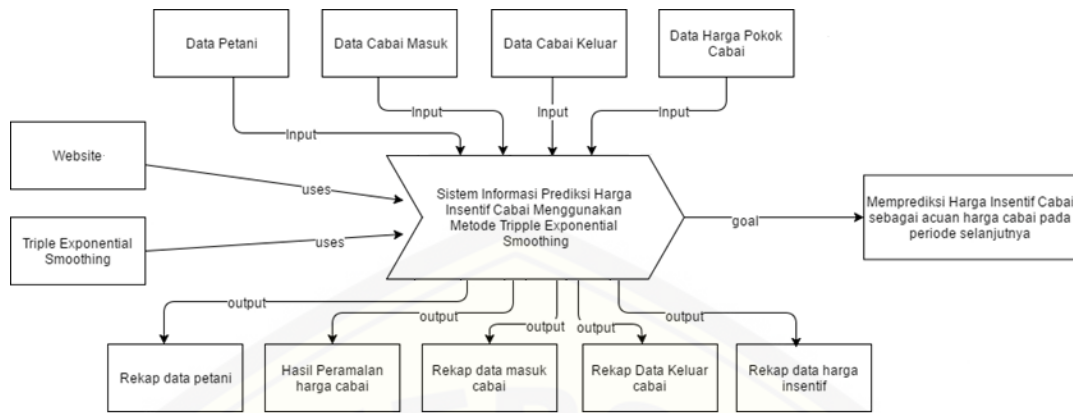 Data Petani
Data Cabai Masuk
Data Cabai Keluar
Data Harga Pokok
Cabai
Input
Input
Input
Input
Website
uses
Triple Exponential
Smoothing
uses
Sistem Informasi Prediksi Harga
Insentif Cabai Menggunakan
Metode Tripple Exponential
Smoothing
goal
Memprediksi Harga Insentif Cabai
sebagai acuan harga cabai pada
periode selanjutnya
output
output
output
output
output
Rekap data petani
Hasil Peramalan
harga cabai
Rekap data masuk
cabai
Rekap Data Keluar
cabai
Rekap data harga
insentif